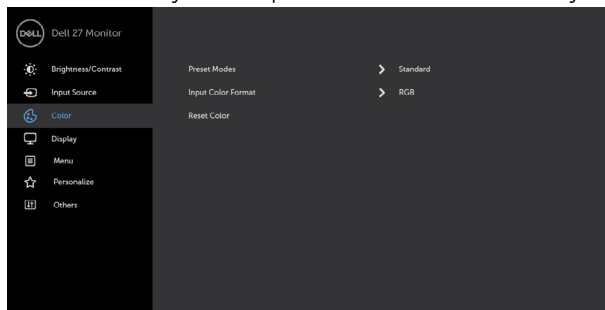 DELL Dell 27 Monitor
Brightness/Contrast Preset Modes Standard
Input Source Input Color Format RGB
Color Reset Color
Display
Menu
Personalize
Others